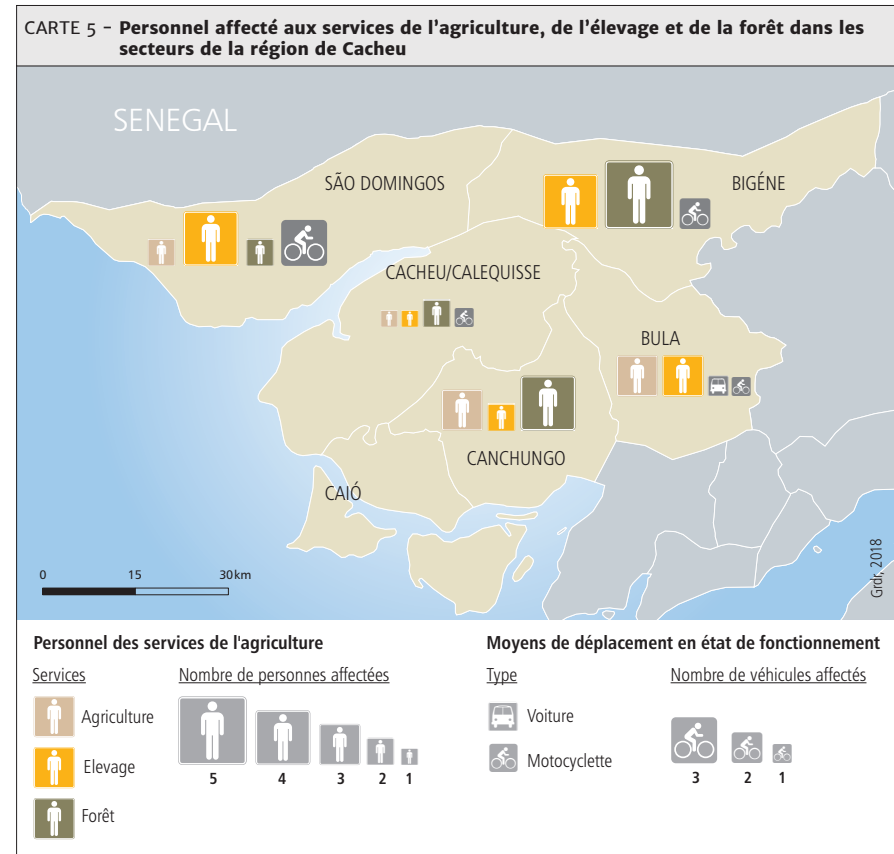 CARTE 5 – Personnel affecté aux services de l’agriculture, de l’élevage et de la forêt dans les
secteurs de la région de Cacheu
SENEGAL
SÃO DOMINGOS
BIGÉNE
CACHEU/CALEQUISSE
BULA
CANCHUNGO
CAIÓ
0 15 30 km
Grdr, 2018
Personnel des services de l'agriculture
Services
Nombre de personnes affectées
Agriculture
Elevage
Forêt
5 4 3 2 1
Moyens de déplacement en état de fonctionnement
Type
Nombre de véhicules affectés
Voiture
Motocyclette
3 2 1